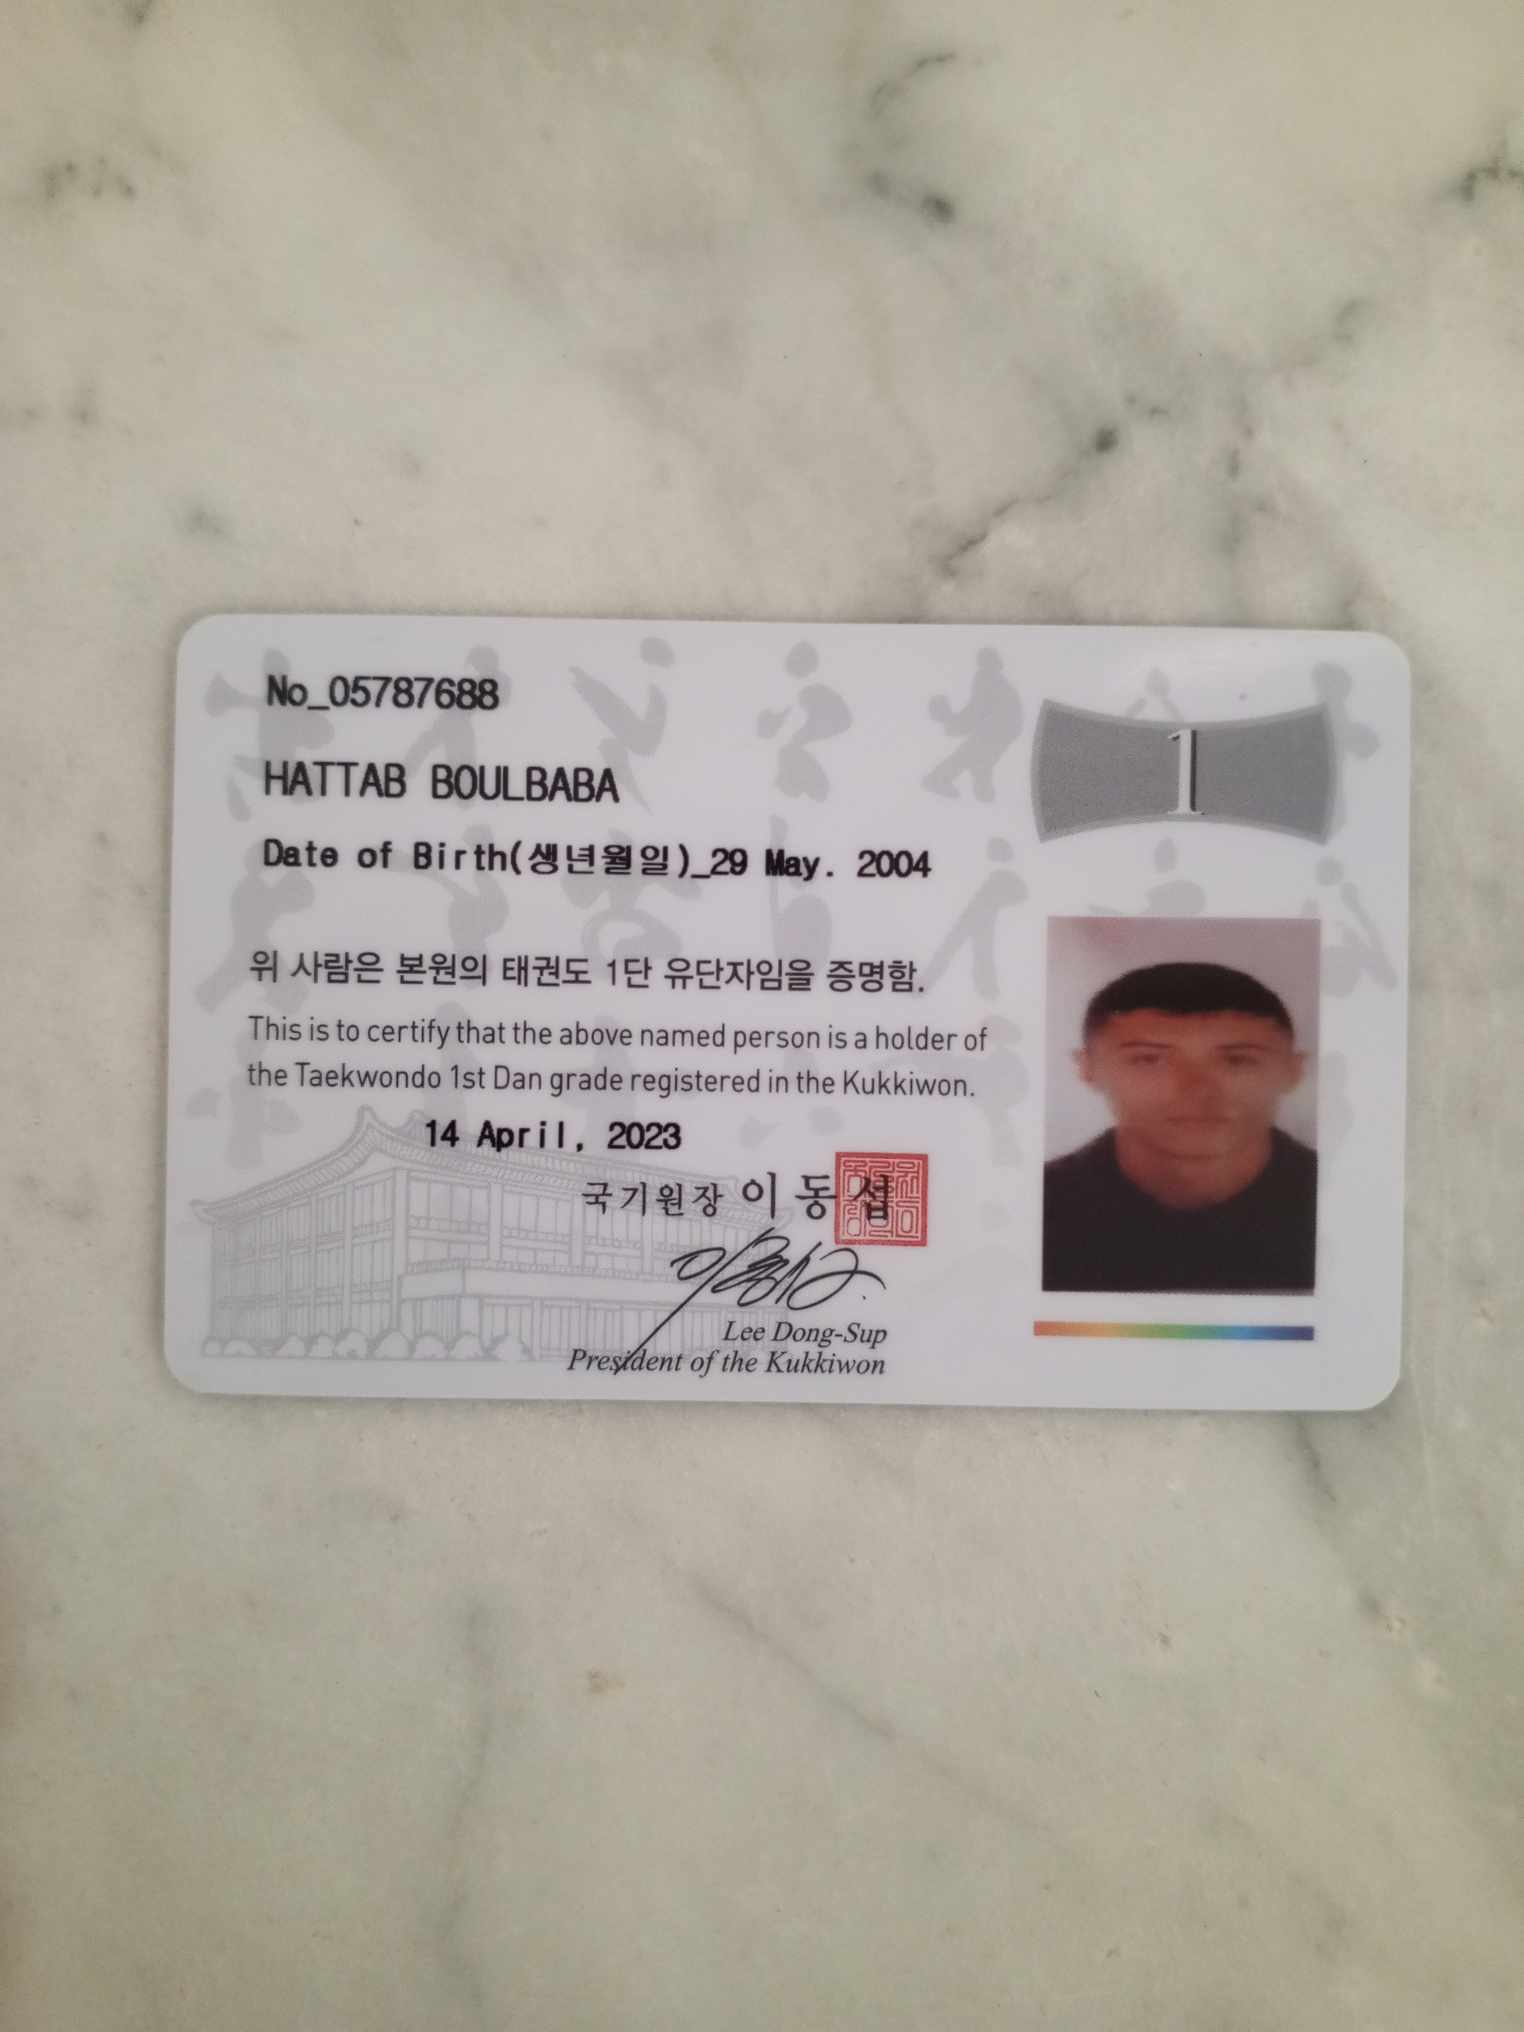 No_05787688
1
HATTAB BOULBABA
Date of Birth(생년월일)_29 May. 2004
위 사람은 본원의 태권도 1단 유단자임을 증명함.
This is to certify that the above named person is a holder of
the Taekwondo 1st Dan grade registered in the Kukkiwon.
14 April, 2023
국기원장 이동섭
Lee Dong-Sup
President of the Kukkiwon